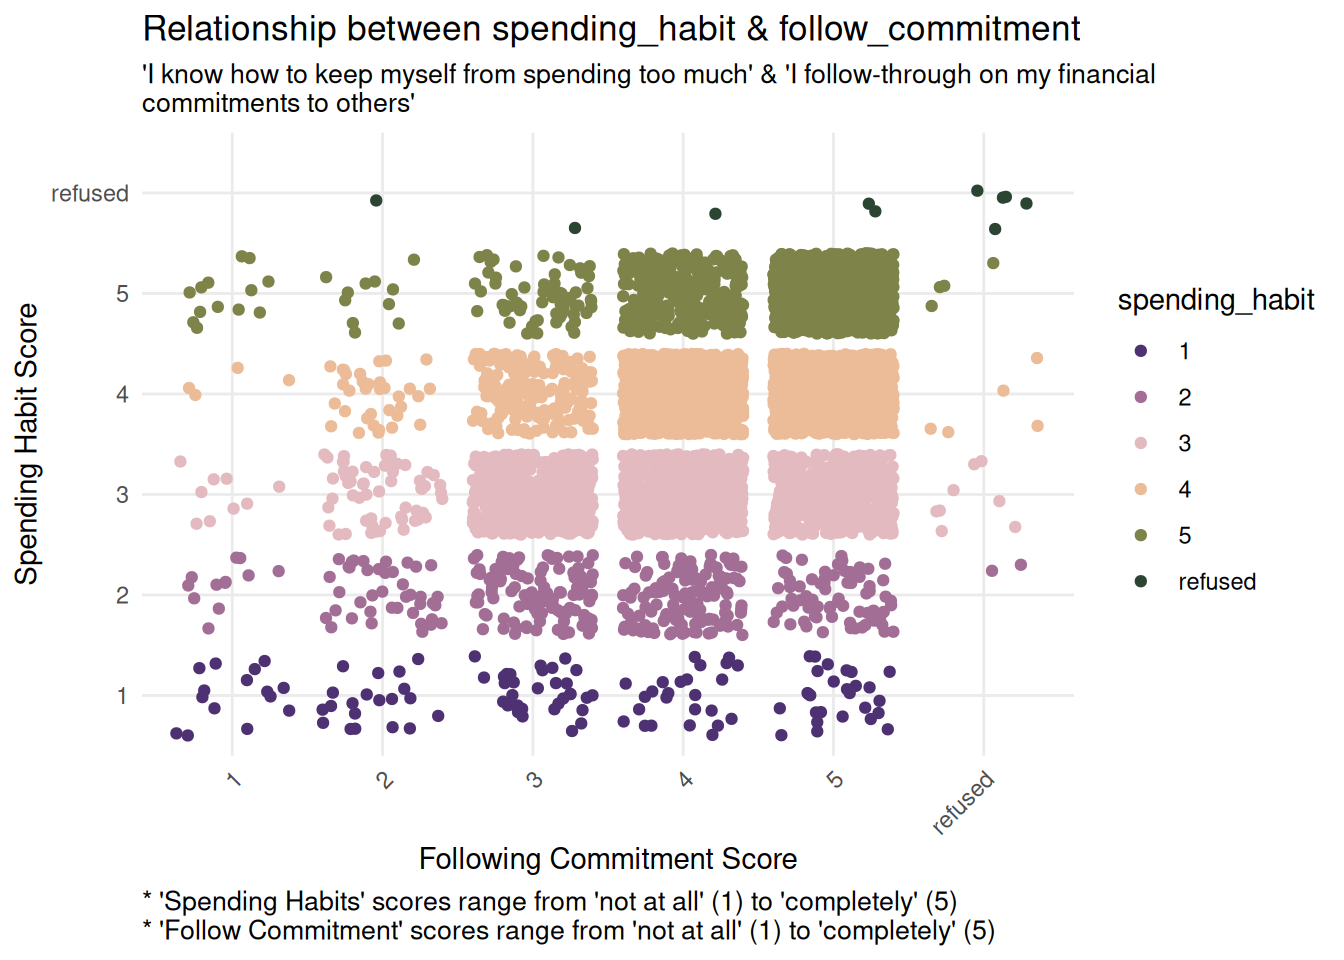 Relationship between spending_habit & follow_commitment
'I know how to keep myself from spending too much' & 'I follow-through on my financial
commitments to others'
Spending Habit Score
refused
5
4
3
2
1
1
2
3
4
5
refused
Following Commitment Score
spending_habit
1
2
3
4
5
refused
* 'Spending Habits' scores range from 'not at all' (1) to 'completely' (5)
* 'Follow Commitment' scores range from 'not at all' (1) to 'completely' (5)